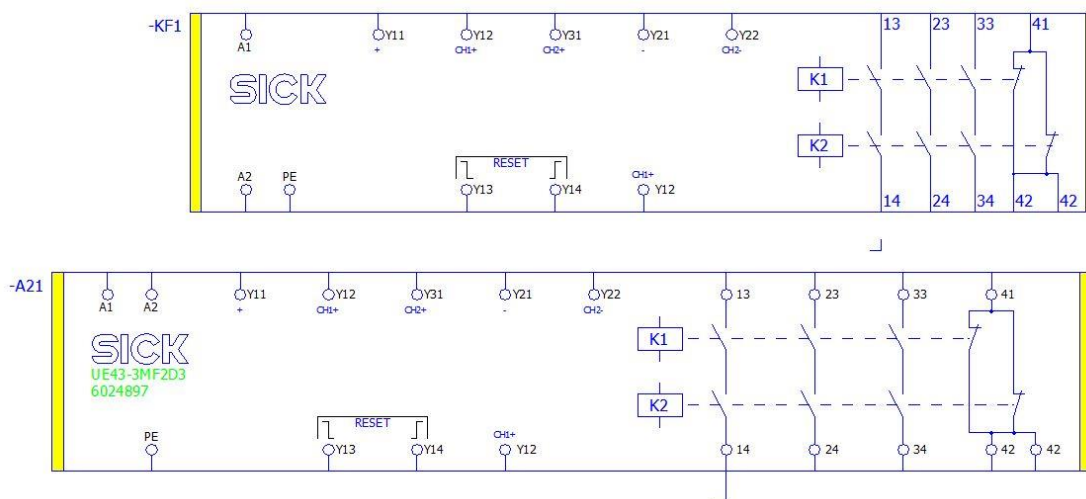 -KF1
A1 Y11 Y12 Y31 Y21 Y22 13 23 33 41
+ CH1+ CH2+ - CH2-
SICK
K1
K2
RESET
A2 PE CH1+
Y13 Y14 Y12
14 24 34 42 42
-A21
A1 A2 Y11 Y12 Y31 Y21 Y22 13 23 33 41
+ CH1+ CH2+ - CH2-
SICK
UE43-3MF2D3
6024897
K1
K2
RESET
PE CH1+
Y13 Y14 Y12 14 24 34 42 42